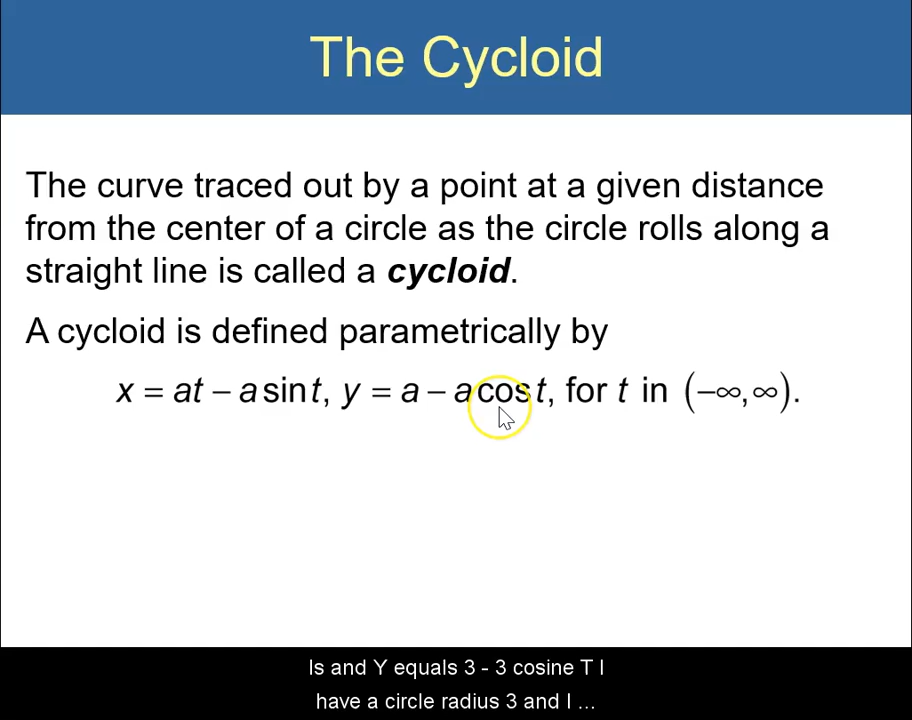 The Cycloid
The curve traced out by a point at a given distance
from the center of a circle as the circle rolls along a
straight line is called a cycloid.
A cycloid is defined parametrically by
x = at − a sin t, y = a − a cos t, for t in (−∞, ∞).
Is and Y equals 3 - 3 cosine T I
have a circle radius 3 and I ...